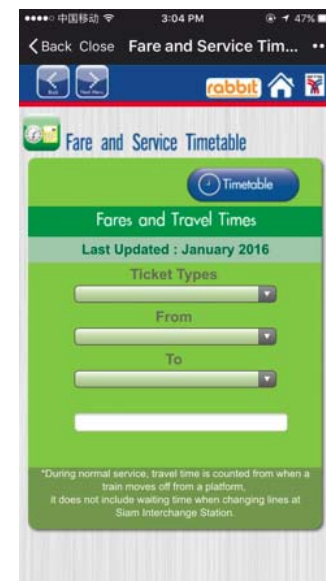 中国移动 3:04 PM 47%
Back Close Fare and Service Tim...
rabbit
Fare and Service Timetable
Timetable
Fares and Travel Times
Last Updated : January 2016
Ticket Types
From
To
*During normal service, travel time is counted from when a
train moves off from a platform,
it does not include waiting time when changing lines at
Siam Interchange Station.